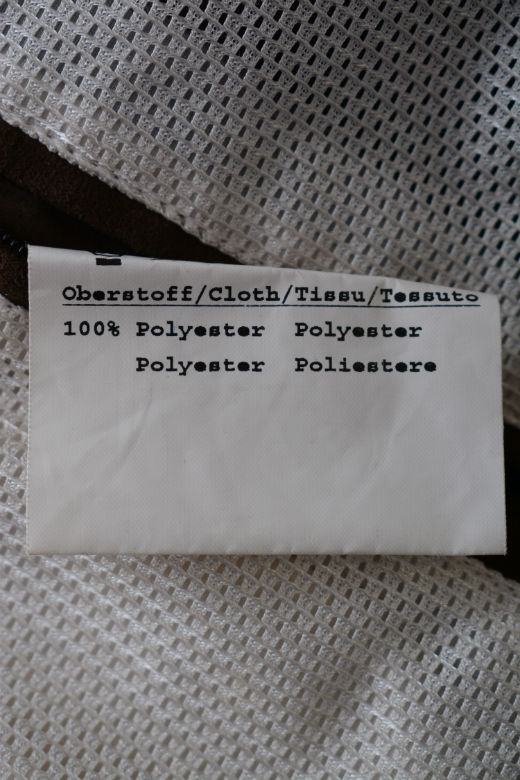 Oberstoff/Cloth/Tissu/Tessuto
100% Polyester Polyester
Polyester Poliestere